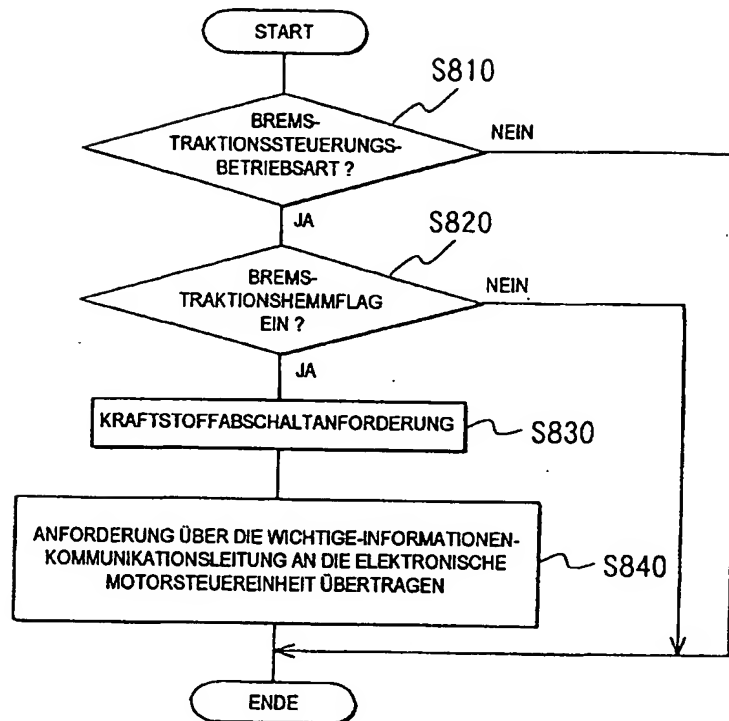 START
S810
BREMS-
TRAKTIONSSTEUERUNGS-
BETRIEBSART ?
NEIN
JA
S820
BREMS-
TRAKTIONSHEMMFLAG
EIN ?
NEIN
JA
KRAFTSTOFFABSCHALTANFORDERUNG
S830
ANFORDERUNG ÜBER DIE WICHTIGE-INFORMATIONEN-
KOMMUNIKATIONSLEITUNG AN DIE ELEKTRONISCHE
MOTORSTEUEREINHEIT ÜBERTRAGEN
S840
ENDE